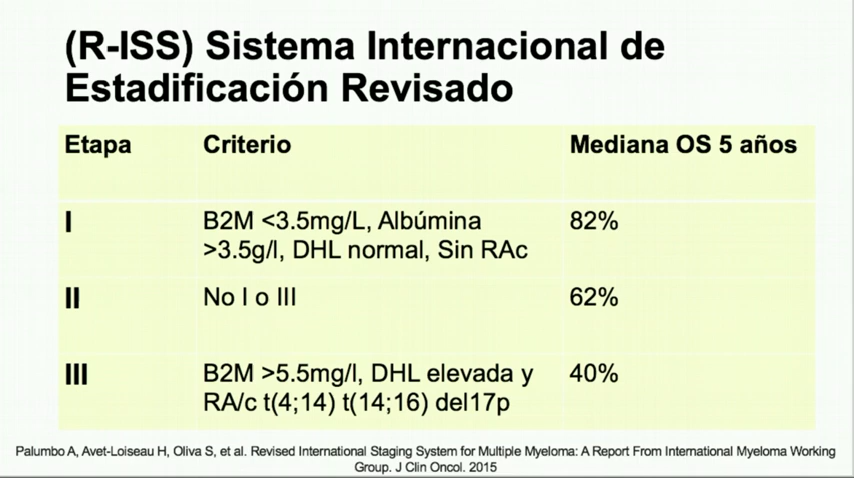 (R-ISS) Sistema Internacional de
Estadificación Revisado
Etapa Criterio Mediana OS 5 años
I B2M <3.5mg/L, Albúmina 82%
>3.5g/l, DHL normal, Sin RAc
II No I o III 62%
III B2M >5.5mg/l, DHL elevada y 40%
RA/c t(4;14) t(14;16) del17p
Palumbo A, Avet-Loiseau H, Oliva S, et al. Revised International Staging System for Multiple Myeloma: A Report From International Myeloma Working
Group. J Clin Oncol. 2015